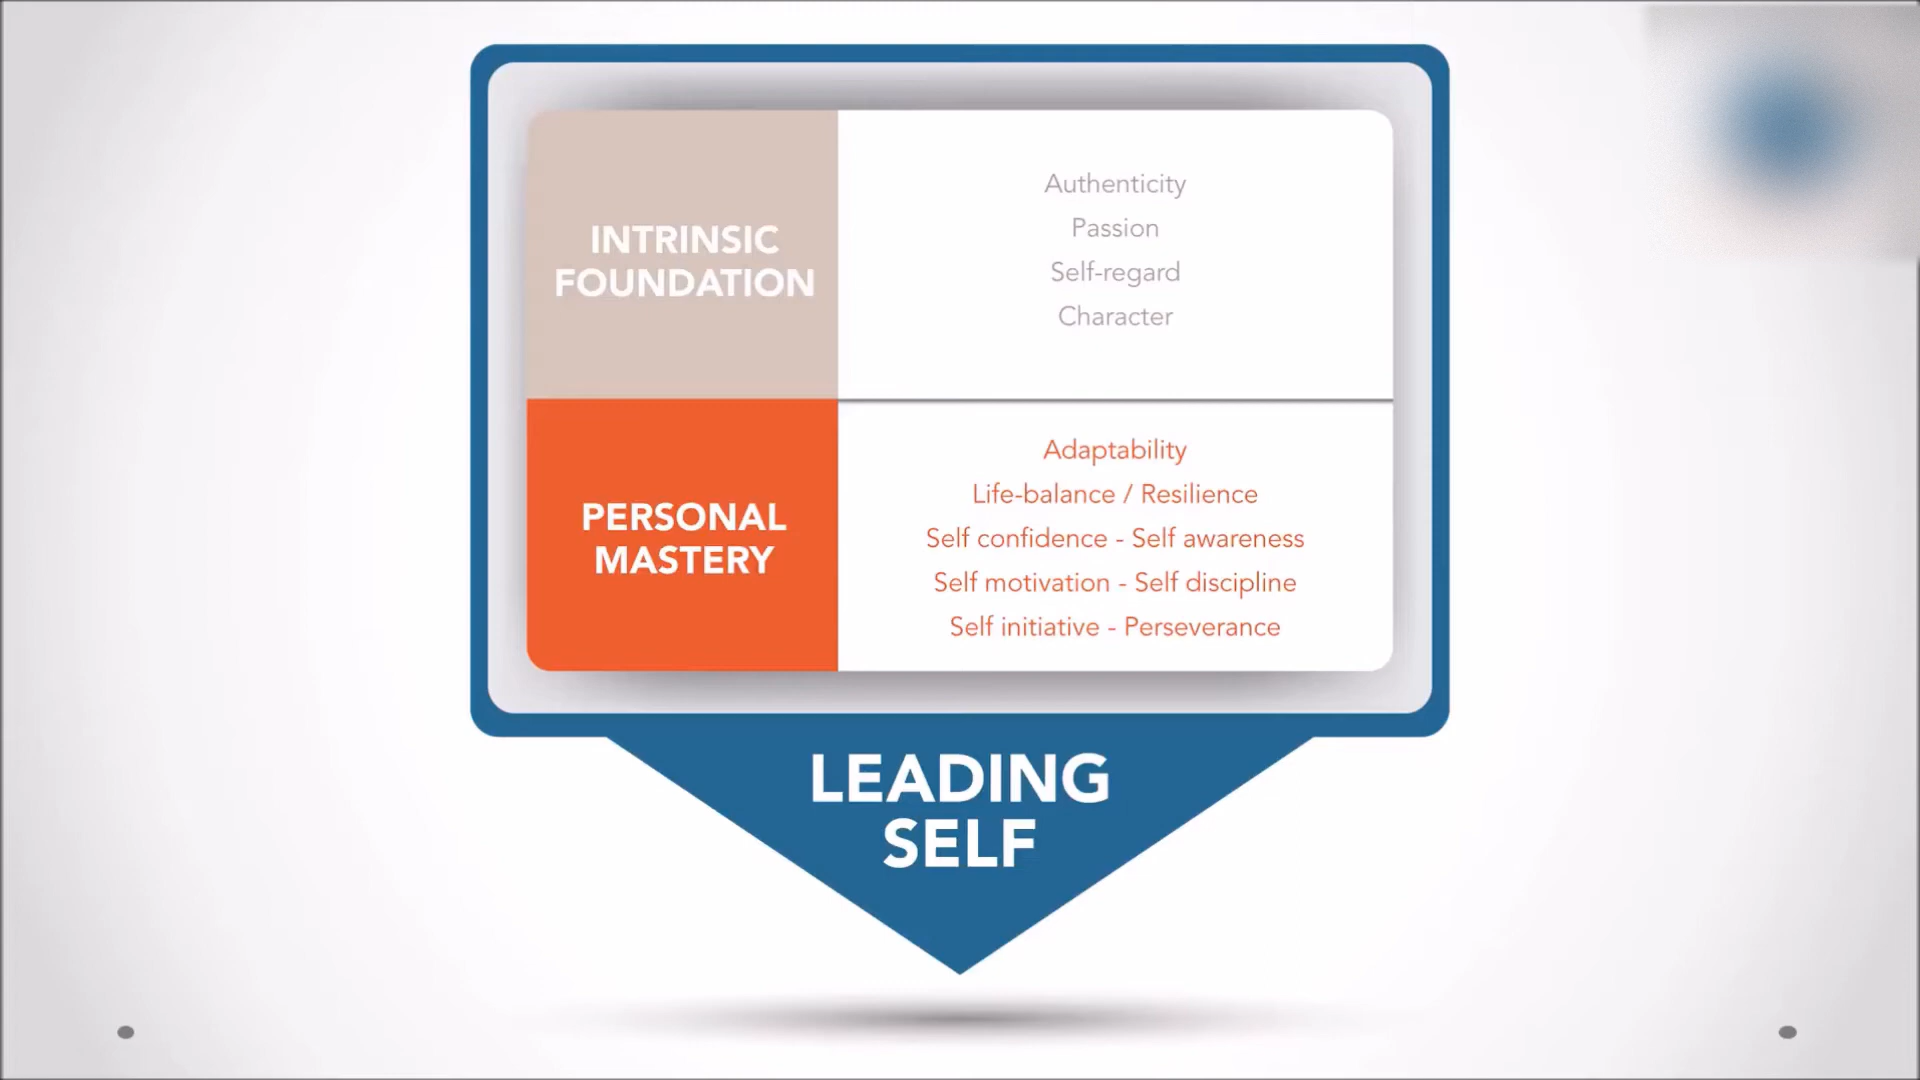 INTRINSIC
FOUNDATION
Authenticity
Passion
Self-regard
Character
PERSONAL
MASTERY
Adaptability
Life-balance / Resilience
Self confidence - Self awareness
Self motivation - Self discipline
Self initiative - Perseverance
LEADING
SELF